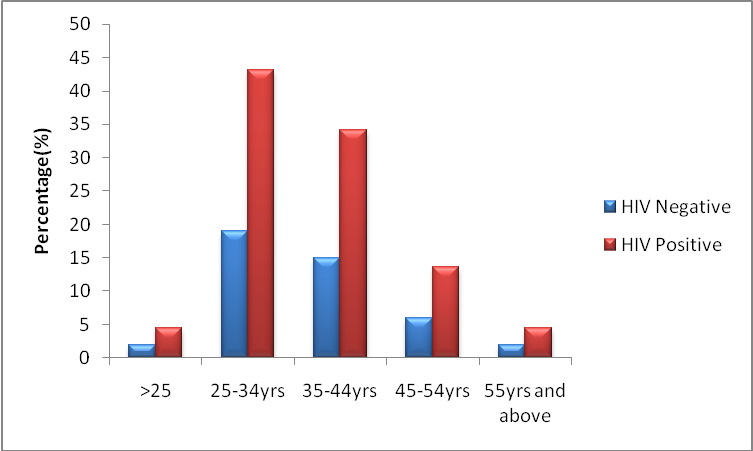 50
45
40
35
30
25
20
15
10
5
0
Percentage(%)
>25
25-34yrs
35-44yrs
45-54yrs
55yrs and
above
HIV Negative
HIV Positive